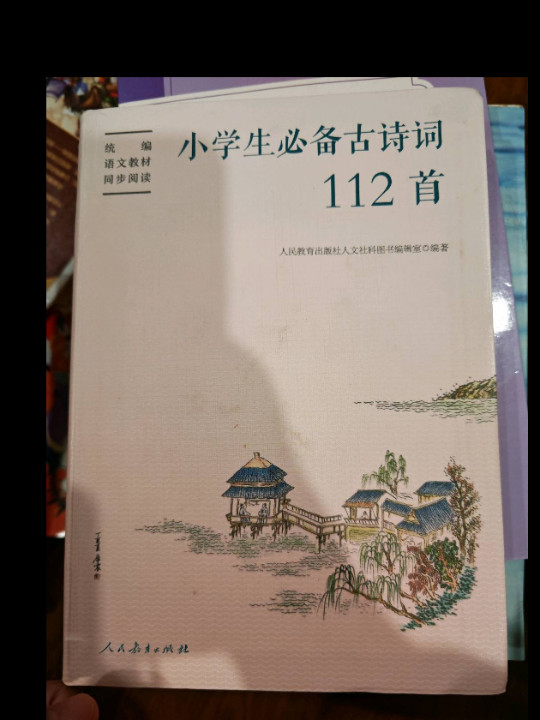 统编
语文教材
同步阅读
小学生必备古诗词
112首
人民教育出版社人文社科图书编辑室◎编著
人民教育出版社